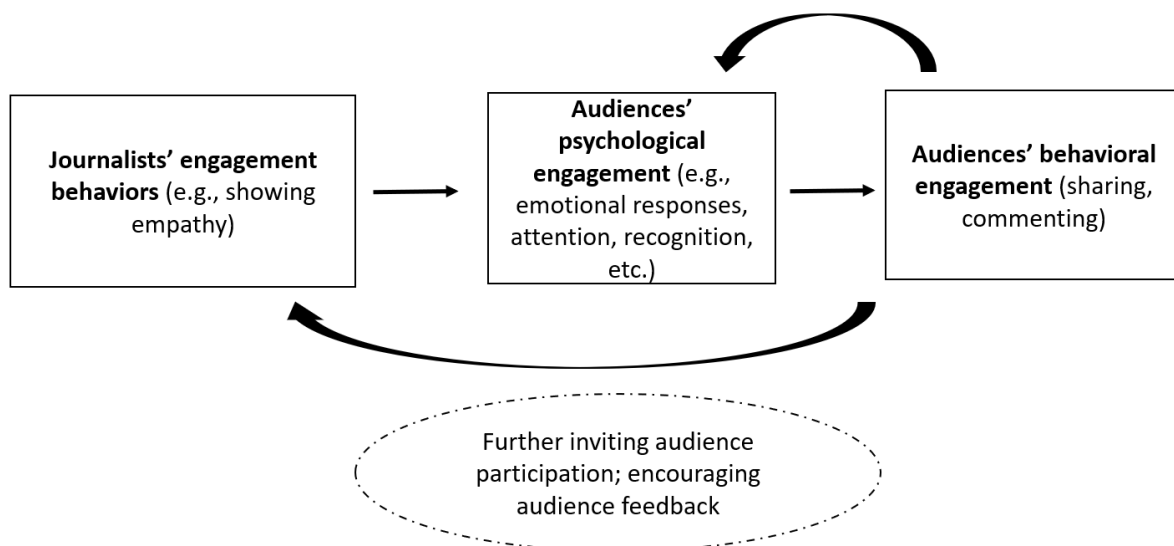 Journalists’ engagement
behaviors (e.g., showing
empathy)
Audiences’
psychological
engagement (e.g.,
emotional responses,
attention, recognition,
etc.)
Audiences’ behavioral
engagement (sharing,
commenting)
Further inviting audience
participation; encouraging
audience feedback